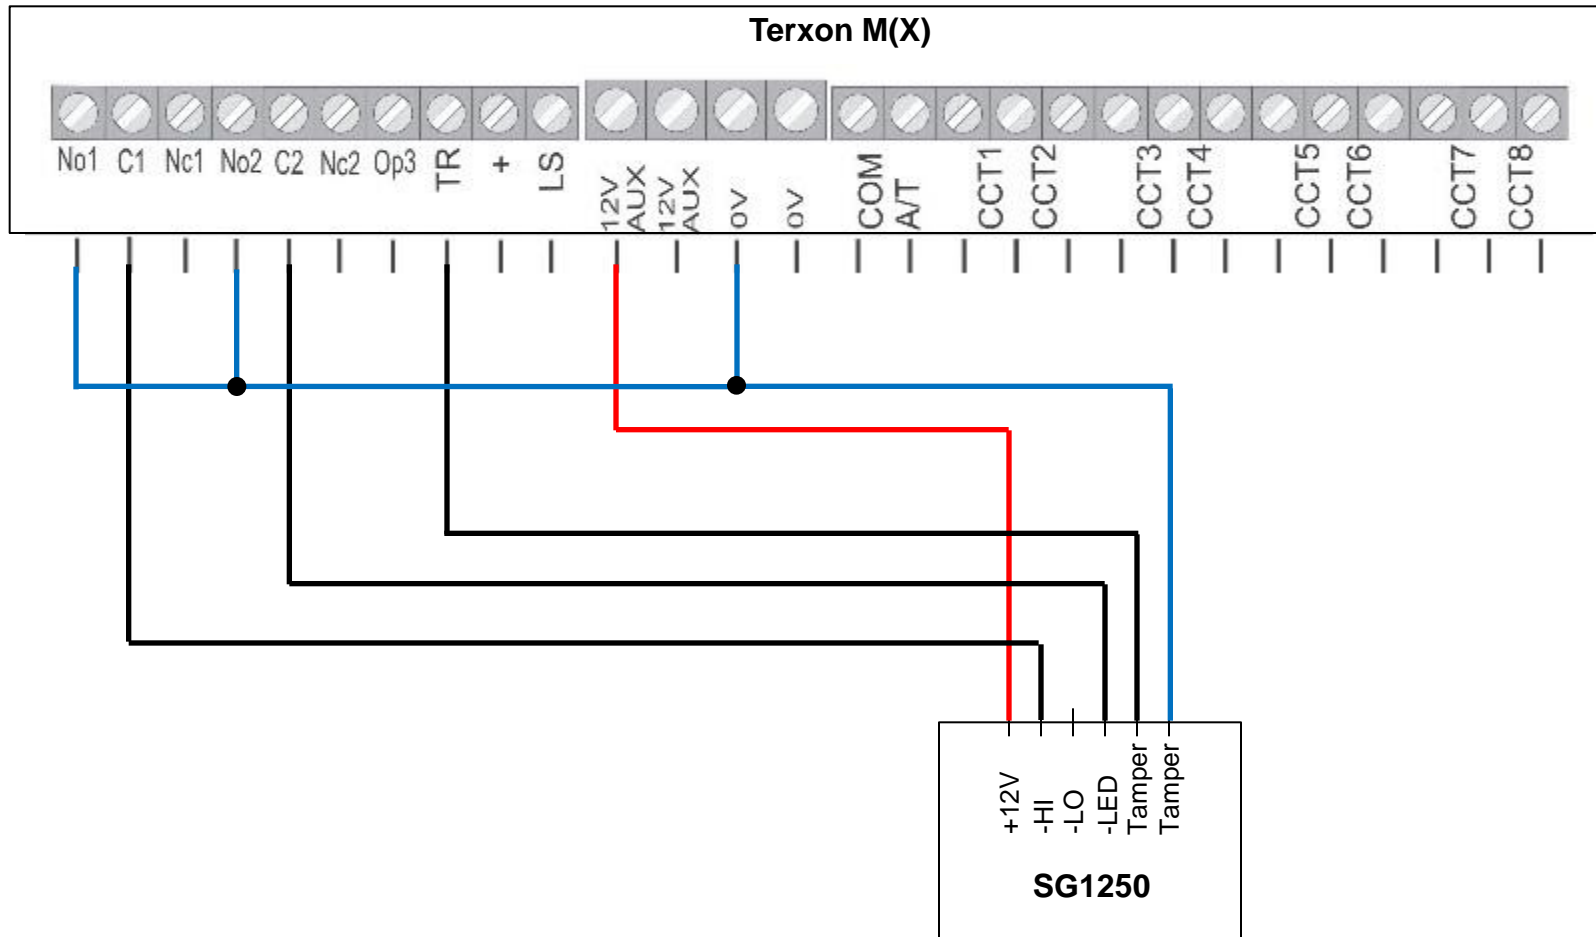 Terxon M(X)
No1 C1 Nc1 No2 C2 Nc2 Op3 TR + LS
12V AUX 12V AUX 0V 0V
COM A/T CCT1 CCT2 CCT3 CCT4 CCT5 CCT6 CCT7 CCT8
+12V -HI -LO -LED Tamper Tamper
SG1250